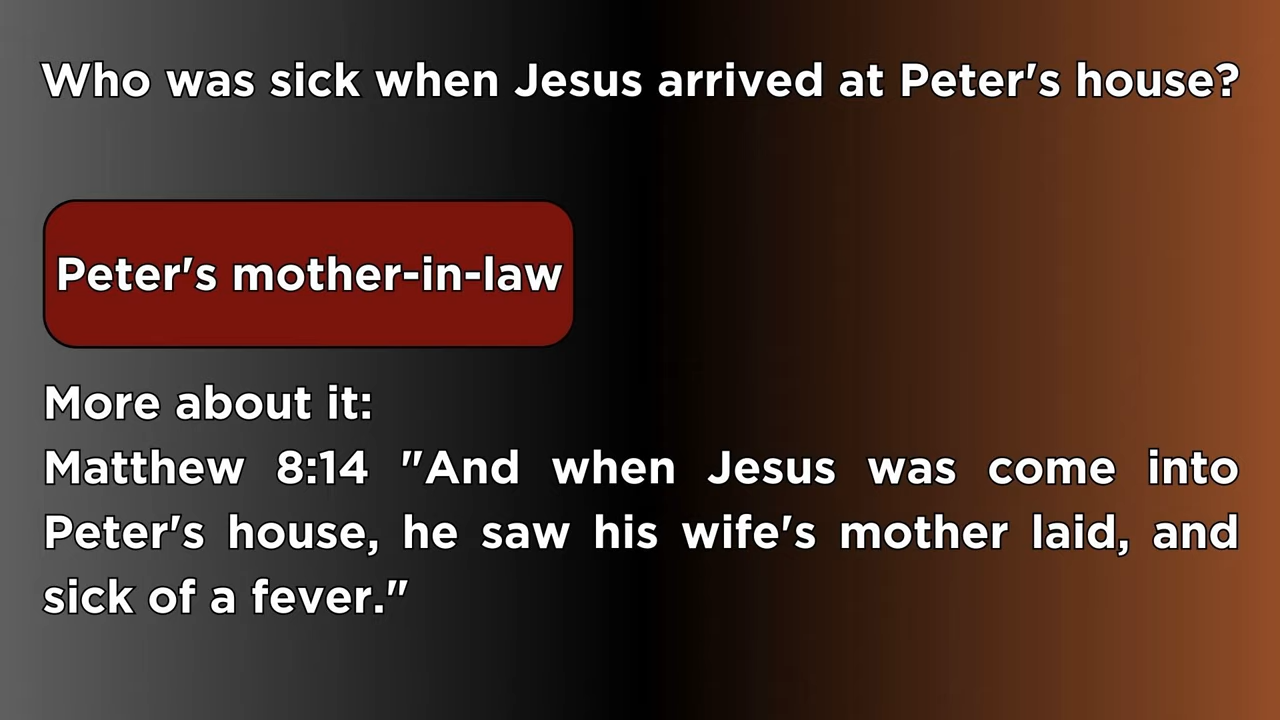 Who was sick when Jesus arrived at Peter's house?
Peter's mother-in-law
More about it:
Matthew 8:14 "And when Jesus was come into
Peter's house, he saw his wife's mother laid, and
sick of a fever."